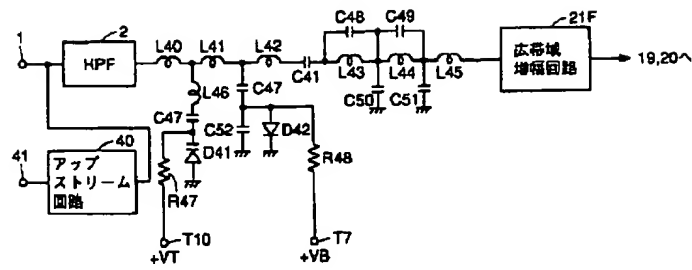 C49
C48
21F
1
2
HPF
L40
L41
L42
C41
L43
L44
L45
広帯域
増幅回路
19,20へ
L46
C47
C47
C50
C51
C52
D42
41
40
アップ
ストリーム
回路
D41
R47
R48
T10
+VT
T7
+VB